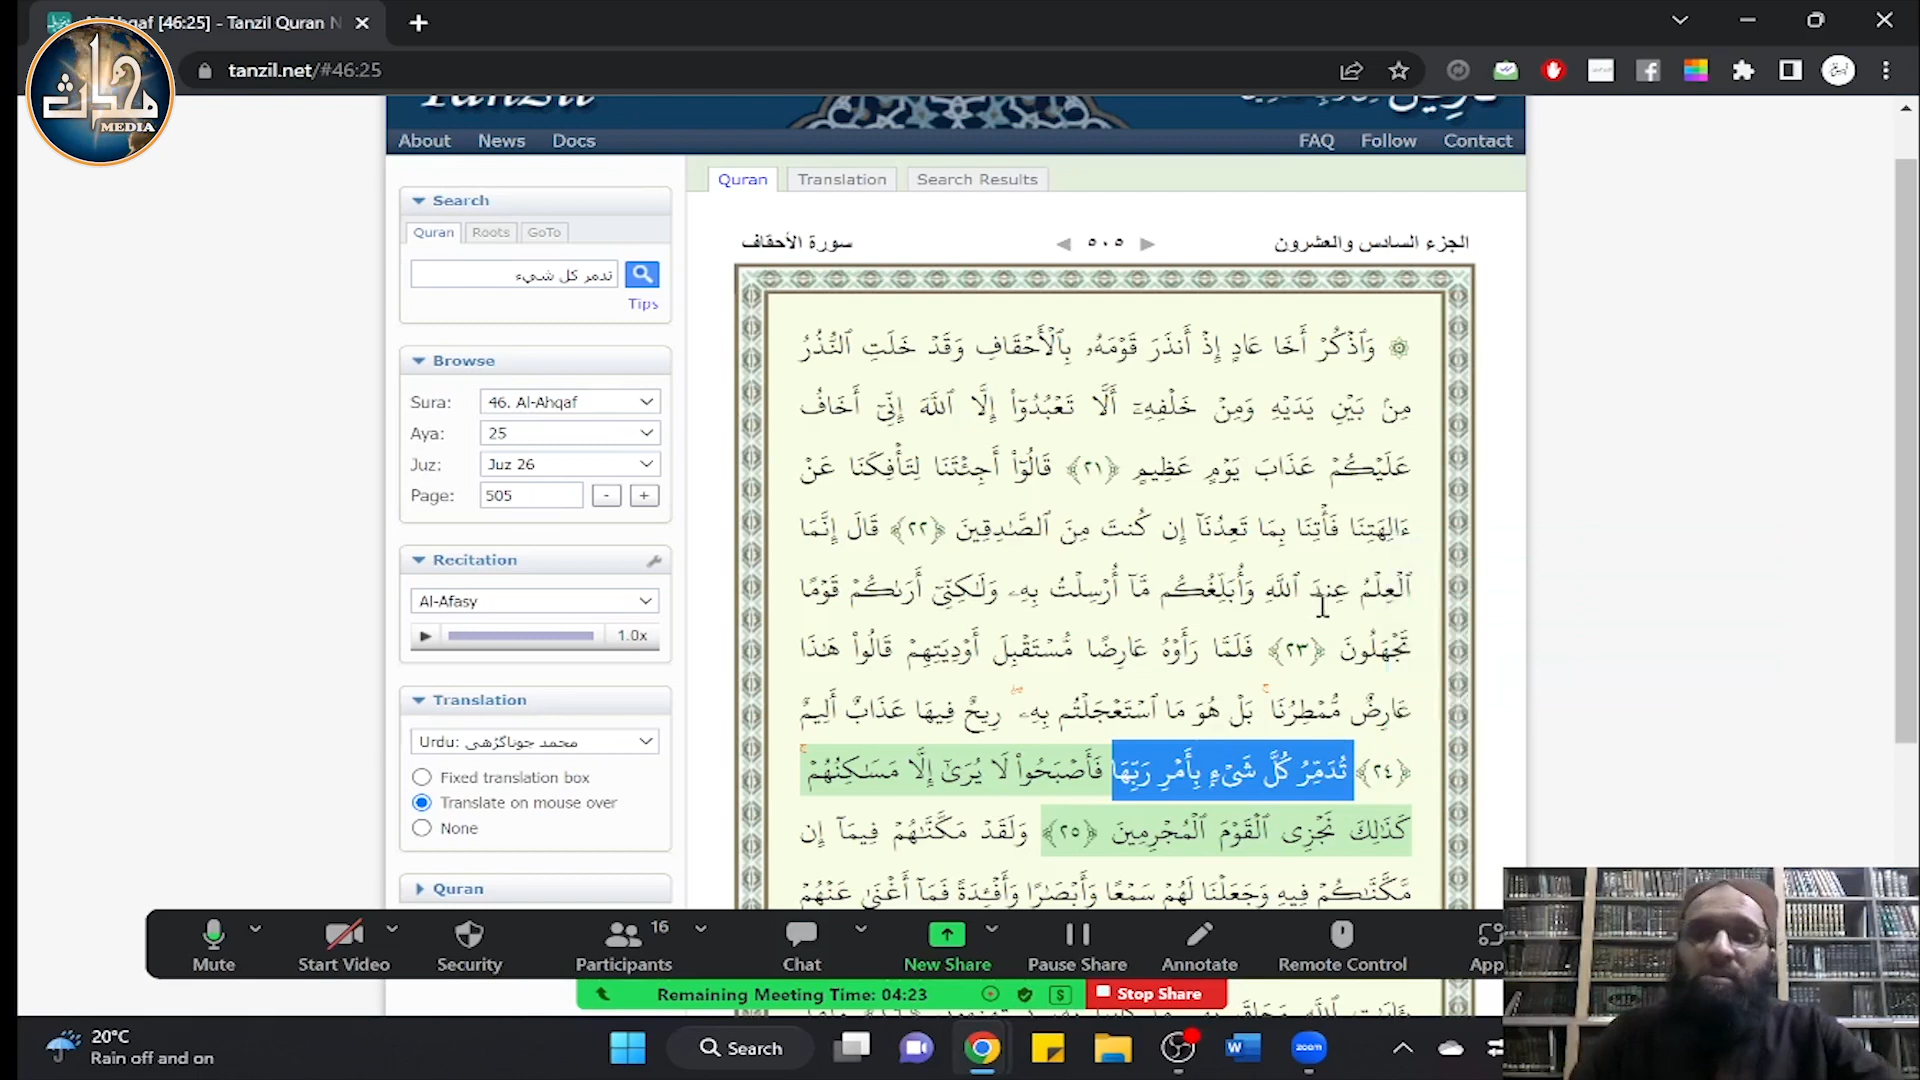 Al-Ahqaf [46:25] - Tanzil Quran N
tanzil.net/#46:25
محدث
MEDIA
Tanzil
About News Docs
FAQ Follow Contact
Search
Quran Roots GoTo
تدمر كل شيء
Tips
Browse
Sura: 46. Al-Ahqaf
Aya: 25
Juz: Juz 26
Page: 505 - +
Recitation
Al-Afasy
1.0x
Translation
Urdu: محمد جوناگڑھی
Fixed translation box
Translate on mouse over
None
Quran
Quran Translation Search Results
الجزء السادس والعشرون ٥٠٥ سورة الأحقاف
۞ وَٱذْكُرْ أَخَا عَادٍ إِذْ أَنذَرَ قَوْمَهُۥ بِٱلْأَحْقَافِ وَقَدْ خَلَتِ ٱلنُّذُرُ
مِنۢ بَيْنِ يَدَيْهِ وَمِنْ خَلْفِهِۦٓ أَلَّا تَعْبُدُوٓا۟ إِلَّا ٱللَّهَ إِنِّىٓ أَخَافُ
عَلَيْكُمْ عَذَابَ يَوْمٍ عَظِيمٍ ﴿٢١﴾ قَالُوٓا۟ أَجِئْتَنَا لِتَأْفِكَنَا عَنْ
ءَالِهَتِنَا فَأْتِنَا بِمَا تَعِدُنَآ إِن كُنتَ مِنَ ٱلصَّٰدِقِينَ ﴿٢٢﴾ قَالَ إِنَّمَا
ٱلْعِلْمُ عِندَ ٱللَّهِ وَأُبَلِّغُكُم مَّآ أُرْسِلْتُ بِهِۦ وَلَٰكِنِّىٓ أَرَىٰكُمْ قَوْمًا
تَجْهَلُونَ ﴿٢٣﴾ فَلَمَّا رَأَوْهُ عَارِضًا مُّسْتَقْبِلَ أَوْدِيَتِهِمْ قَالُوا۟ هَٰذَا
عَارِضٌ مُّمْطِرُنَا ۚ بَلْ هُوَ مَا ٱسْتَعْجَلْتُم بِهِۦ ۖ رِيحٌ فِيهَا عَذَابٌ أَلِيمٌ
﴿٢٤﴾ تُدَمِّرُ كُلَّ شَىْءٍۭ بِأَمْرِ رَبِّهَا فَأَصْبَحُوا۟ لَا يُرَىٰٓ إِلَّا مَسَٰكِنُهُمْ ۚ
كَذَٰلِكَ نَجْزِى ٱلْقَوْمَ ٱلْمُجْرِمِينَ ﴿٢٥﴾ وَلَقَدْ مَكَّنَّٰهُمْ فِيمَآ إِن
مَّكَّنَّٰكُمْ فِيهِ وَجَعَلْنَا لَهُمْ سَمْعًا وَأَبْصَٰرًا وَأَفْـِٔدَةً فَمَآ أَغْنَىٰ عَنْهُمْ
Mute Start Video Security Participants 16 Chat New Share Pause Share Annotate Remote Control App
Remaining Meeting Time: 04:23 Stop Share
20°C
Rain off and on
Search
zoom